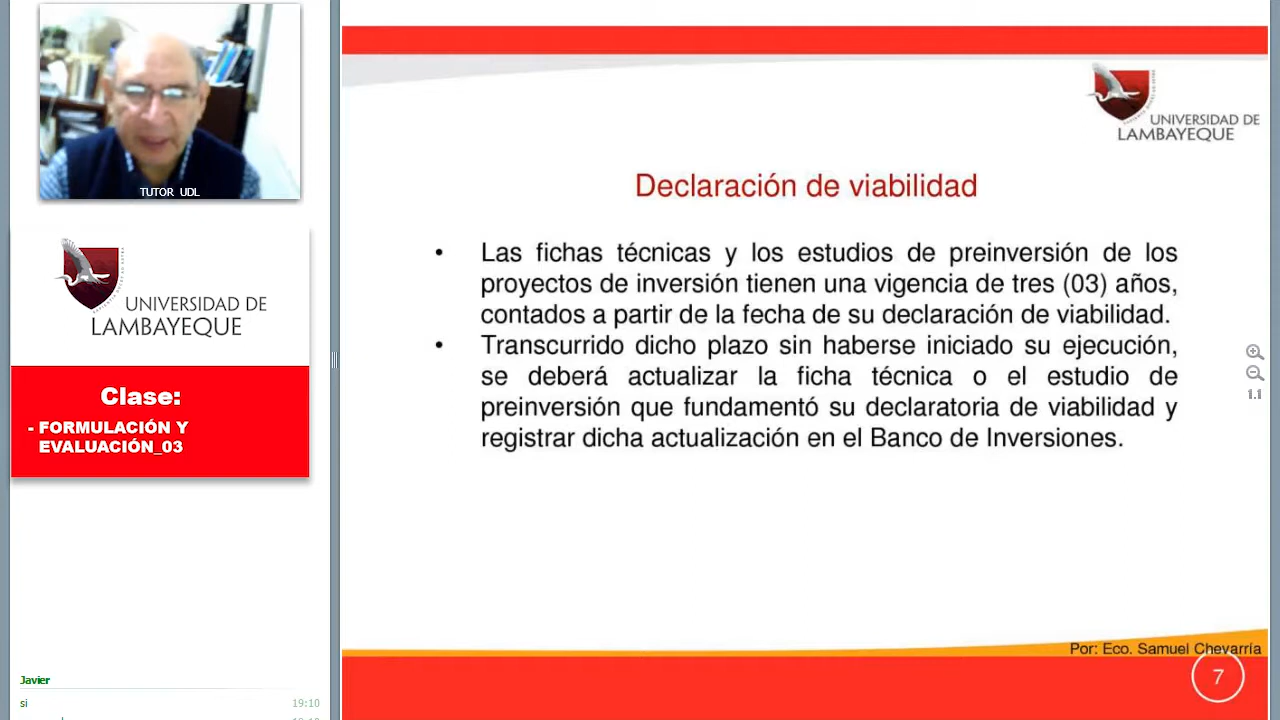 TUTOR UDL
UNIVERSIDAD DE
LAMBAYEQUE
Clase:
- FORMULACIÓN Y
EVALUACIÓN_03
Javier
si 19:10
UNIVERSIDAD DE
LAMBAYEQUE
Declaración de viabilidad
• Las fichas técnicas y los estudios de preinversión de los
proyectos de inversión tienen una vigencia de tres (03) años,
contados a partir de la fecha de su declaración de viabilidad.
• Transcurrido dicho plazo sin haberse iniciado su ejecución,
se deberá actualizar la ficha técnica o el estudio de
preinversión que fundamentó su declaratoria de viabilidad y
registrar dicha actualización en el Banco de Inversiones.
1.1
Por: Eco. Samuel Chevarría
7